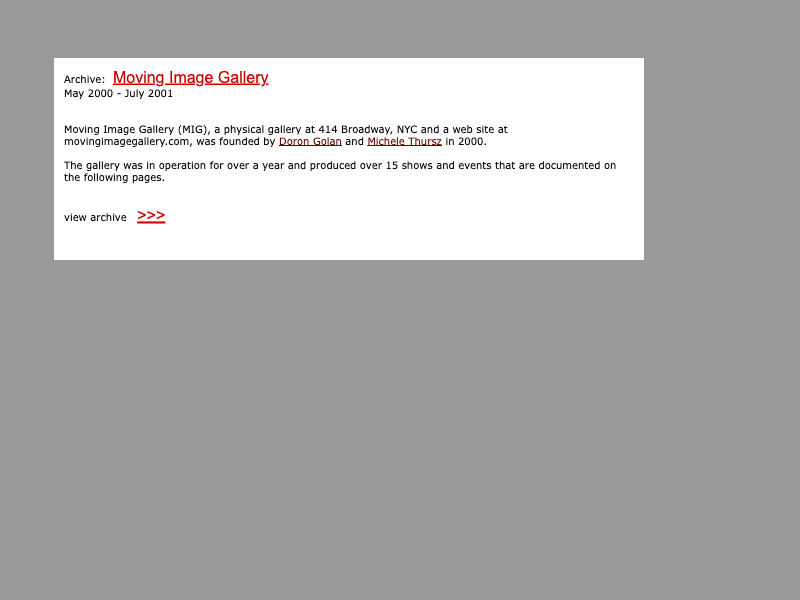 Archive: Moving Image Gallery
May 2000 - July 2001
Moving Image Gallery (MIG), a physical gallery at 414 Broadway, NYC and a web site at
movingimagegallery.com, was founded by Doron Golan and Michele Thursz in 2000.
The gallery was in operation for over a year and produced over 15 shows and events that are documented on
the following pages.
view archive >>>